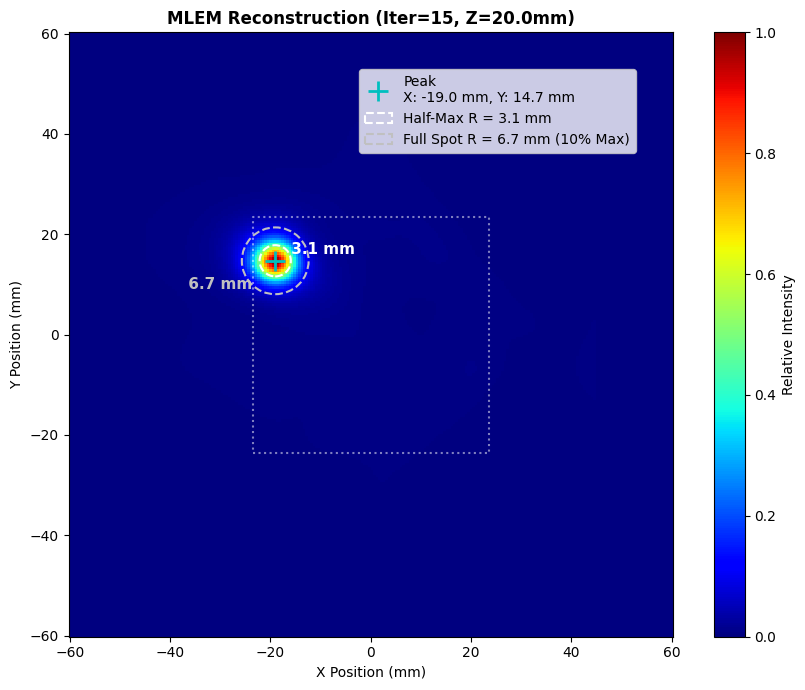 MLEM Reconstruction (Iter=15, Z=20.0mm)
Peak
X: -19.0 mm, Y: 14.7 mm
Half-Max R = 3.1 mm
Full Spot R = 6.7 mm (10% Max)
3.1 mm
6.7 mm
60
40
20
0
−20
−40
−60
Y Position (mm)
−60 −40 −20 0 20 40 60
X Position (mm)
1.0
0.8
0.6
0.4
0.2
0.0
Relative Intensity